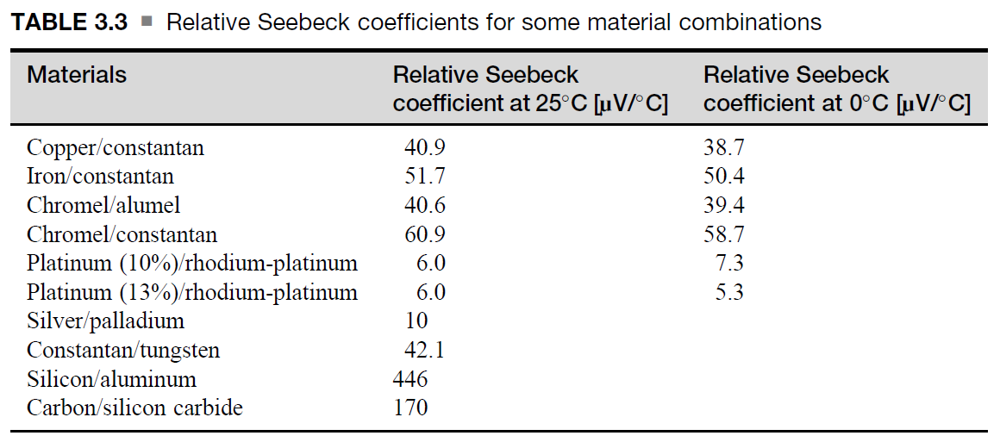 TABLE 3.3 ■ Relative Seebeck coefficients for some material combinations
Materials Relative Seebeck coefficient at 25°C [μV/°C] Relative Seebeck coefficient at 0°C [μV/°C]
Copper/constantan 40.9 38.7
Iron/constantan 51.7 50.4
Chromel/alumel 40.6 39.4
Chromel/constantan 60.9 58.7
Platinum (10%)/rhodium-platinum 6.0 7.3
Platinum (13%)/rhodium-platinum 6.0 5.3
Silver/palladium 10
Constantan/tungsten 42.1
Silicon/aluminum 446
Carbon/silicon carbide 170